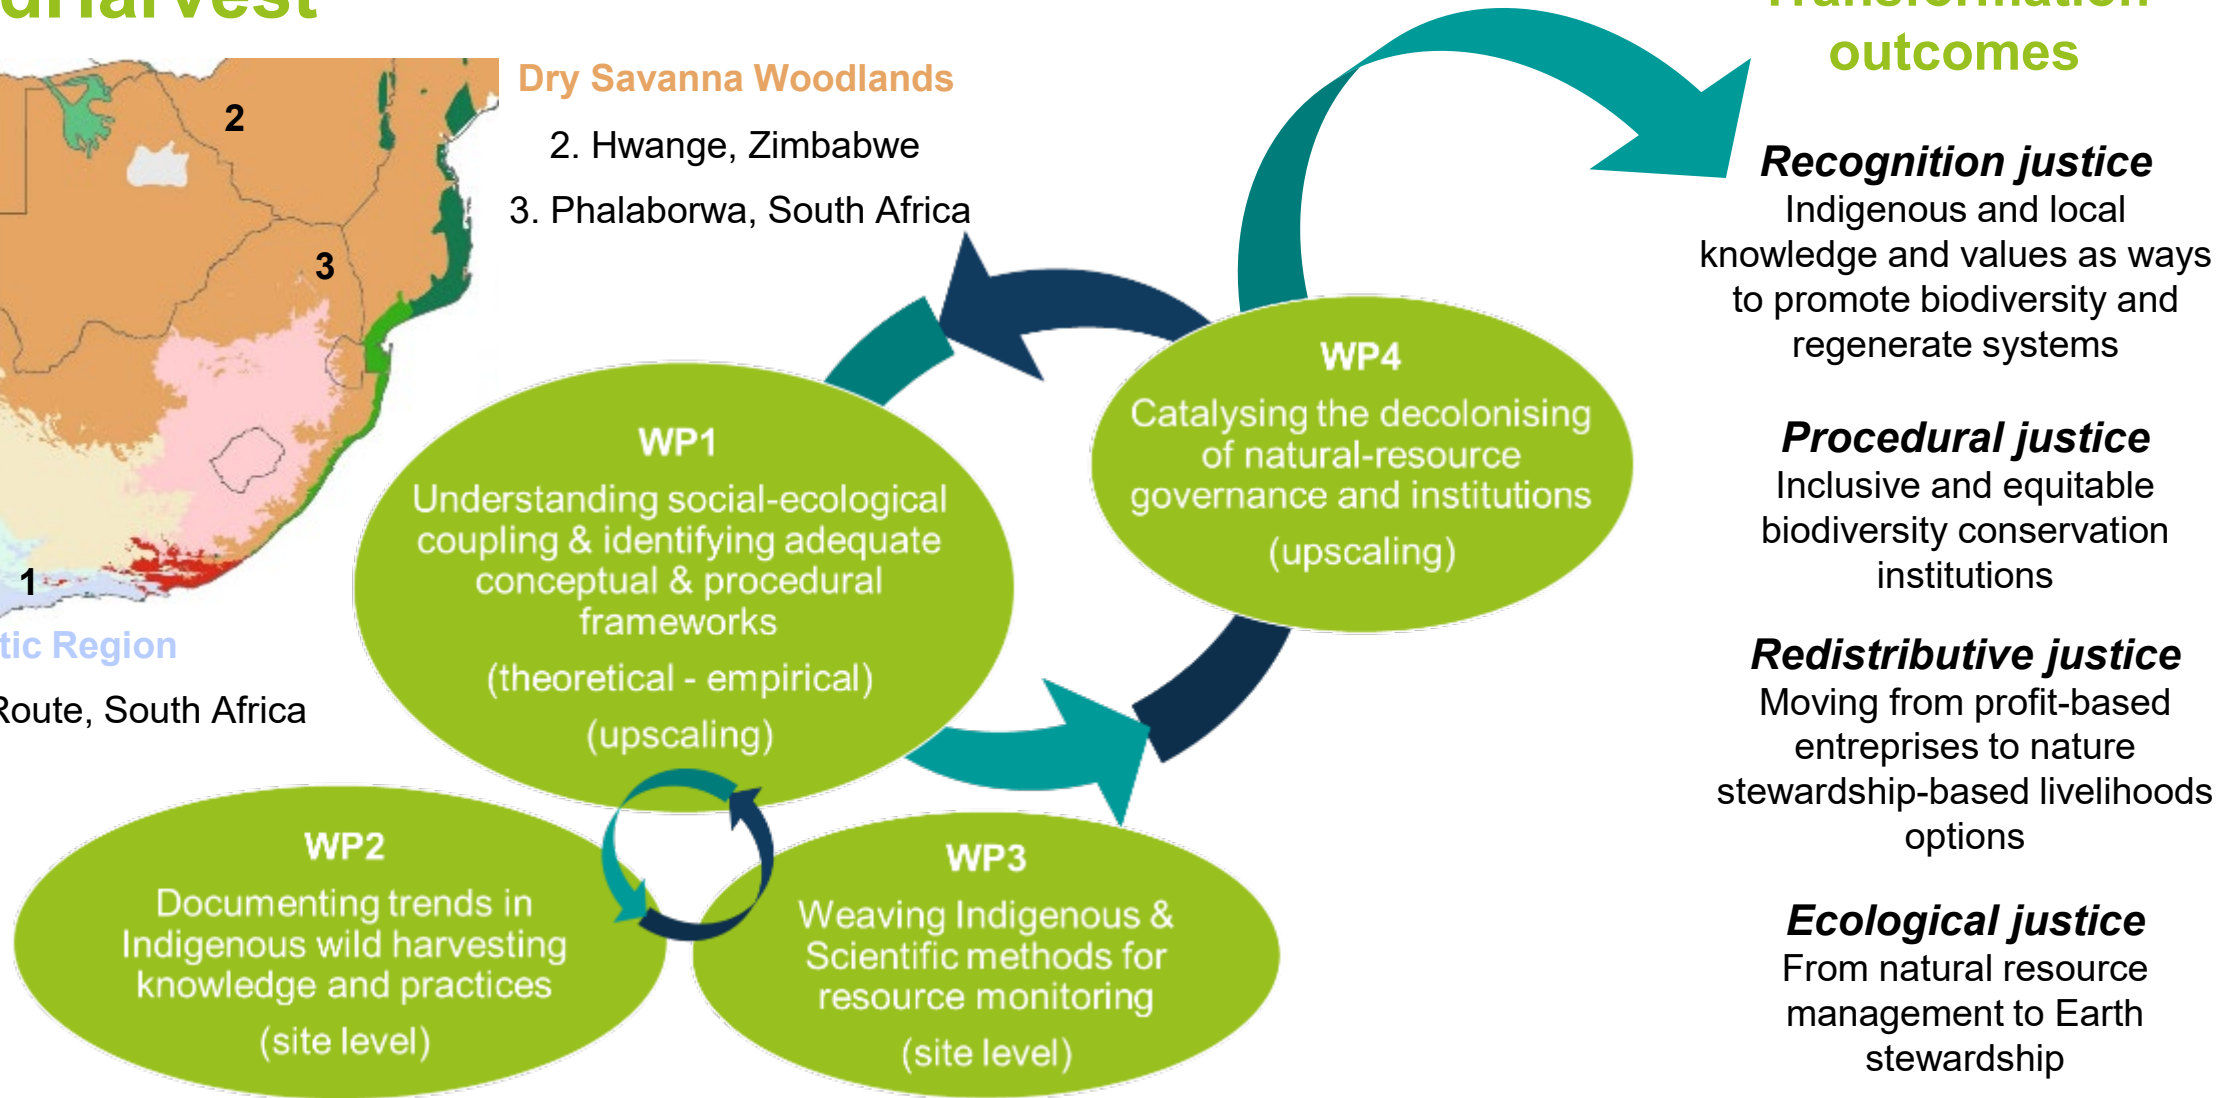 dHarvest
Transformation
outcomes
Dry Savanna Woodlands
2. Hwange, Zimbabwe
3. Phalaborwa, South Africa
2
3
1
tic Region
Route, South Africa
WP1
Understanding social-ecological
coupling & identifying adequate
conceptual & procedural
frameworks
(theoretical - empirical)
(upscaling)
WP2
Documenting trends in
Indigenous wild harvesting
knowledge and practices
(site level)
WP3
Weaving Indigenous &
Scientific methods for
resource monitoring
(site level)
WP4
Catalysing the decolonising
of natural-resource
governance and institutions
(upscaling)
Recognition justice
Indigenous and local
knowledge and values as ways
to promote biodiversity and
regenerate systems
Procedural justice
Inclusive and equitable
biodiversity conservation
institutions
Redistributive justice
Moving from profit-based
entreprises to nature
stewardship-based livelihoods
options
Ecological justice
From natural resource
management to Earth
stewardship